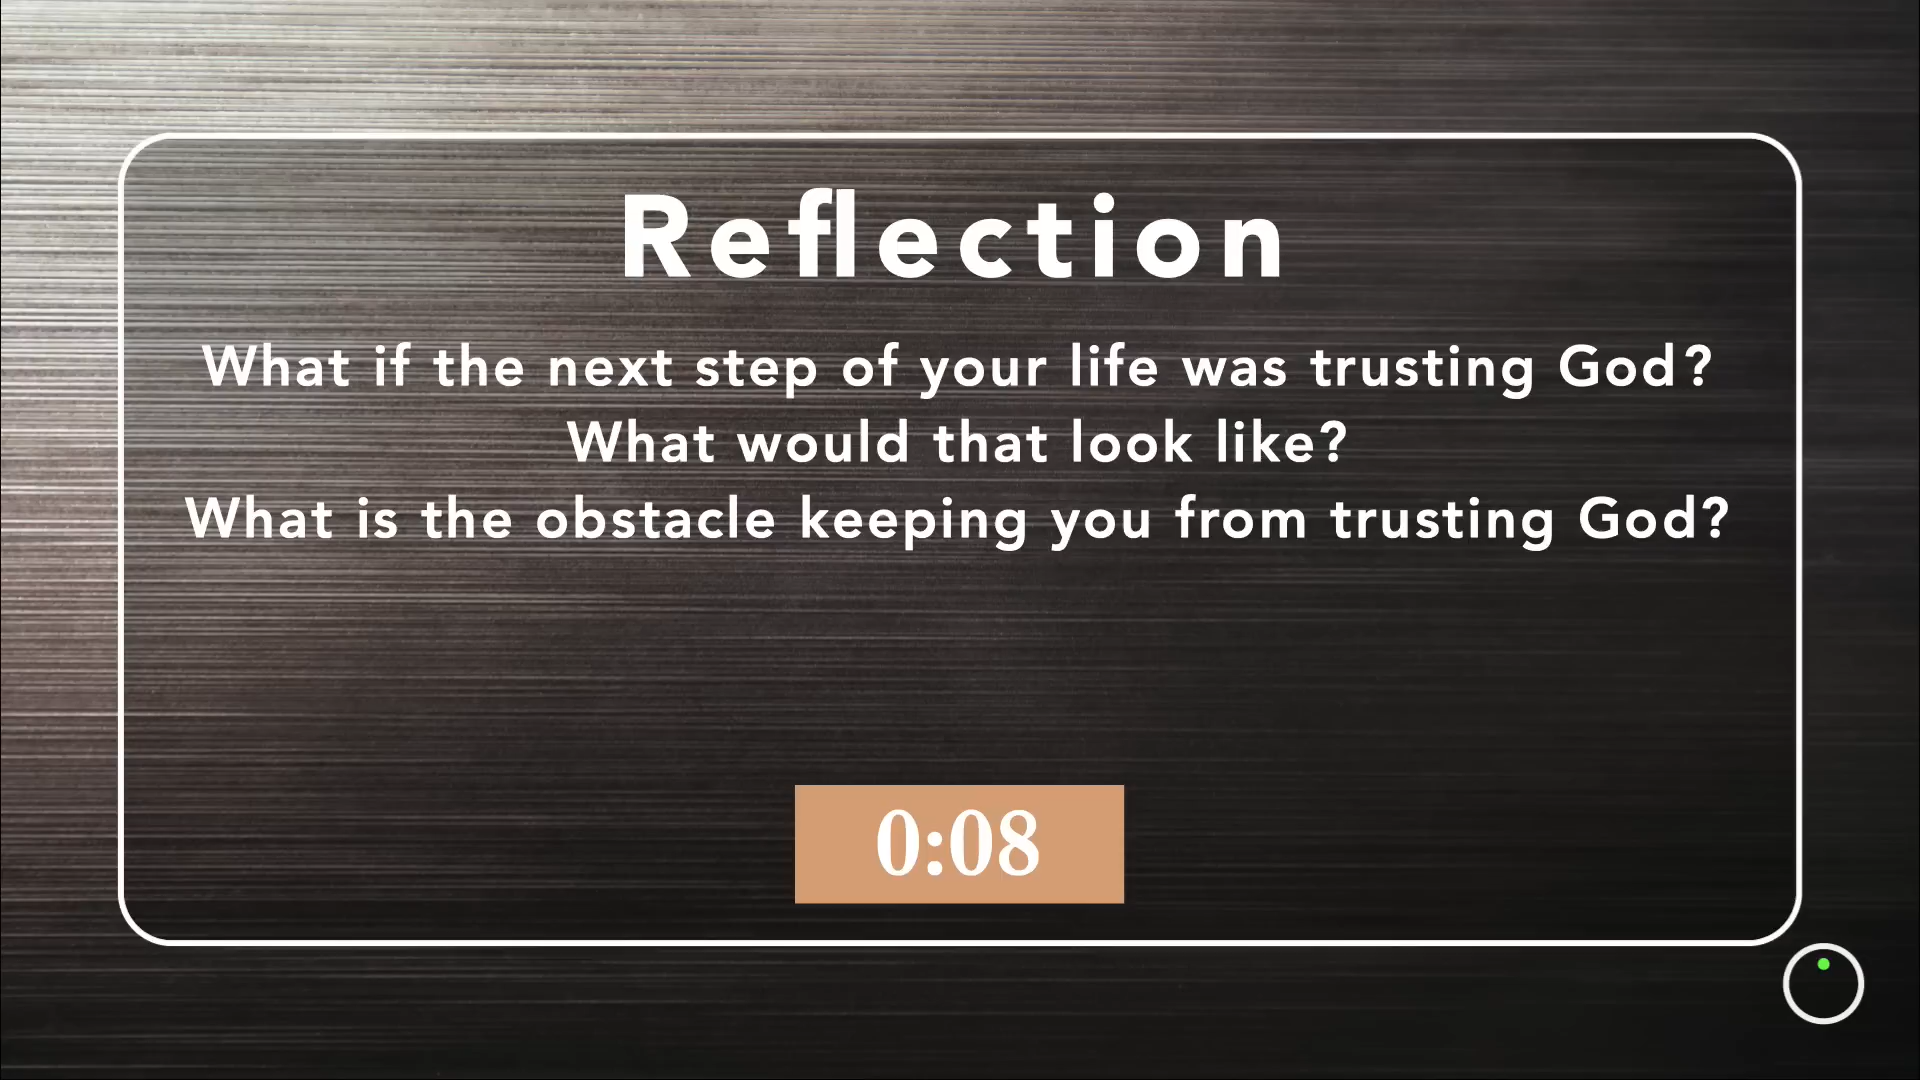 Reflection
What if the next step of your life was trusting God?
What would that look like?
What is the obstacle keeping you from trusting God?
0:08